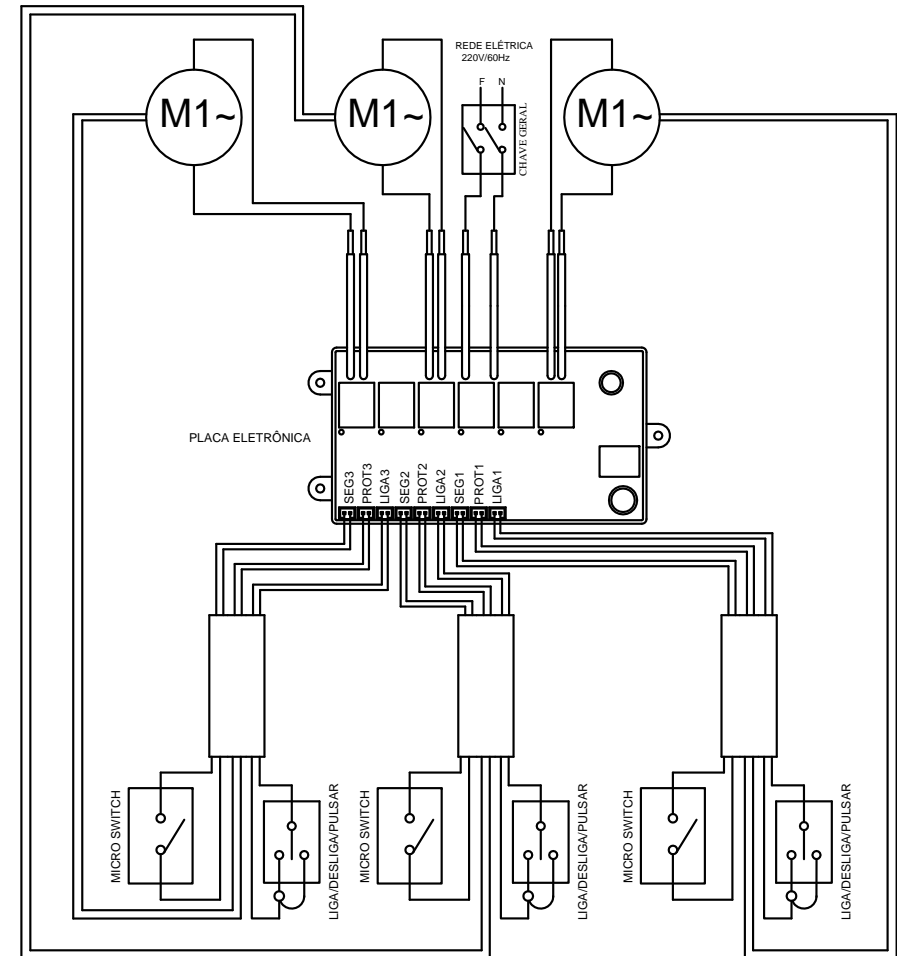 REDE ELÉTRICA
220V/60Hz
F N
M1~
M1~
M1~
CHAVE GERAL
PLACA ELETRÔNICA
SEG3
PROT3
LIGA3
SEG2
PROT2
LIGA2
SEG1
PROT1
LIGA1
MICRO SWITCH
LIGA/DESLIGA/PULSAR
MICRO SWITCH
LIGA/DESLIGA/PULSAR
MICRO SWITCH
LIGA/DESLIGA/PULSAR